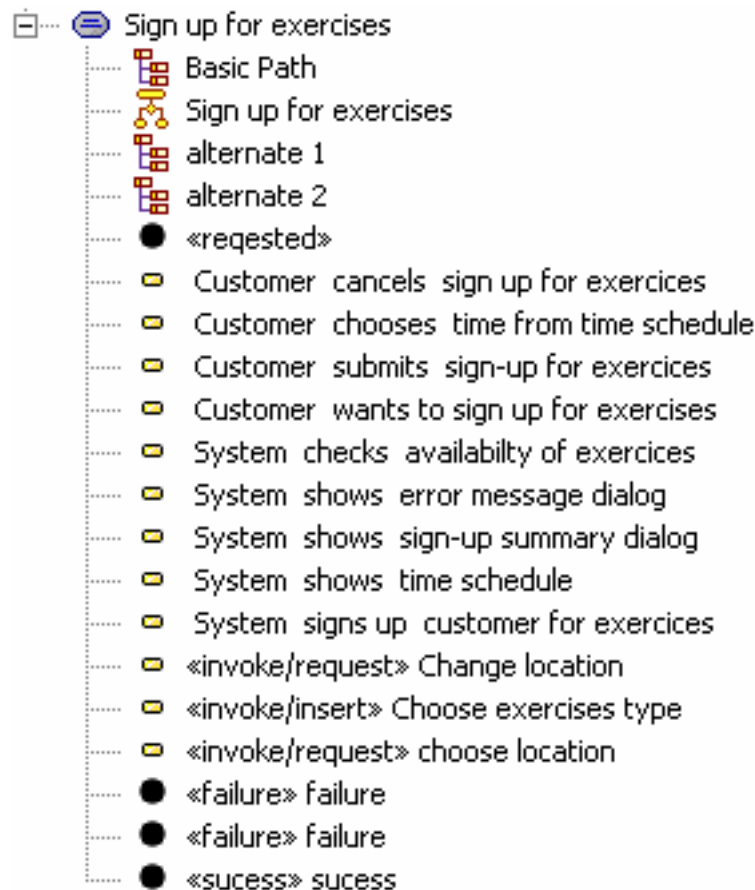 Sign up for exercises
Basic Path
Sign up for exercises
alternate 1
alternate 2
«reqested»
Customer cancels sign up for exercices
Customer chooses time from time schedule
Customer submits sign-up for exercices
Customer wants to sign up for exercises
System checks availabilty of exercices
System shows error message dialog
System shows sign-up summary dialog
System shows time schedule
System signs up customer for exercices
«invoke/request» Change location
«invoke/insert» Choose exercises type
«invoke/request» choose location
«failure» failure
«failure» failure
«sucess» sucess